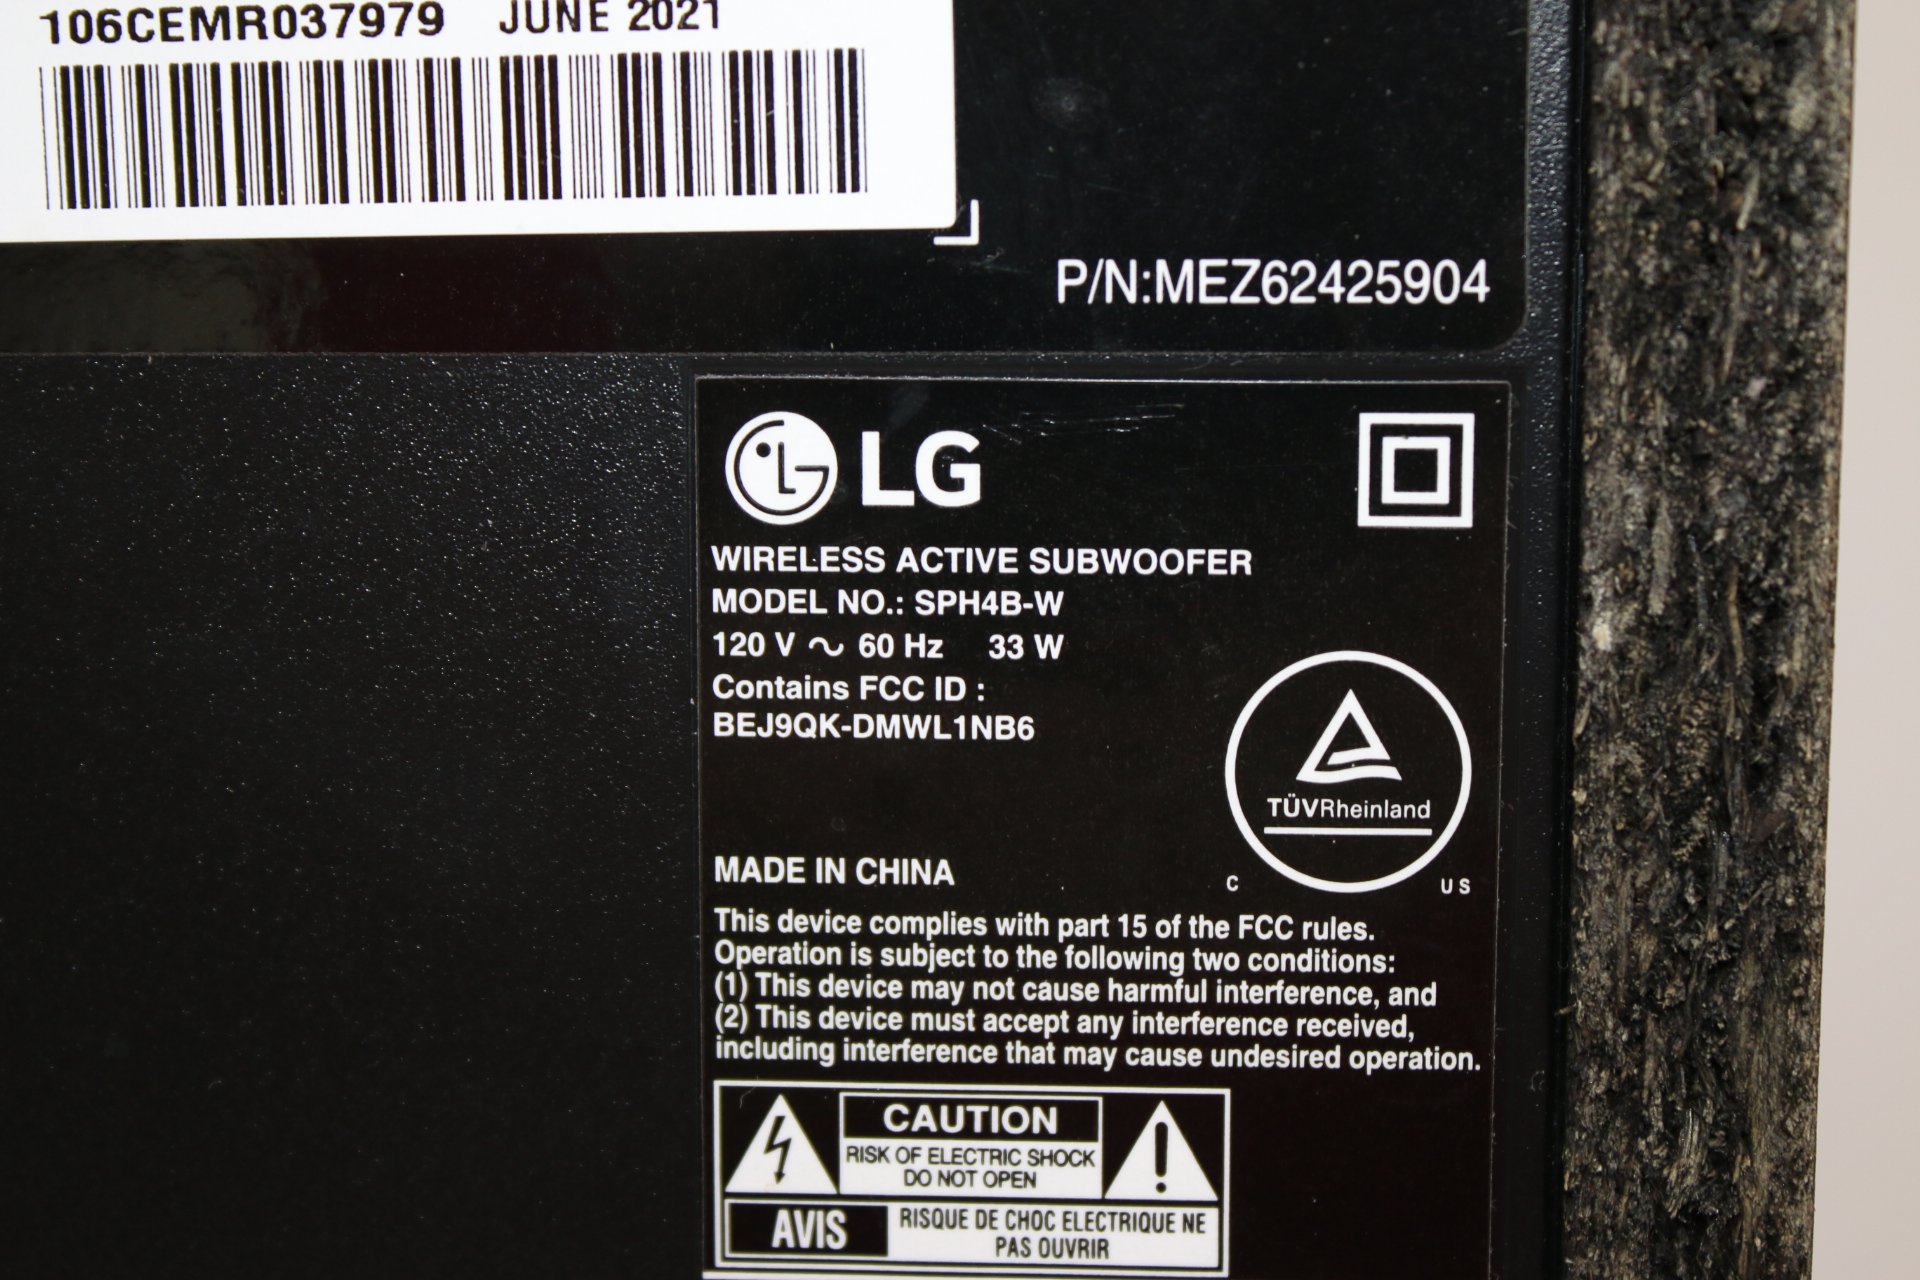 106CEMR037979 JUNE 2021
P/N:MEZ62425904
LG
WIRELESS ACTIVE SUBWOOFER
MODEL NO.: SPH4B-W
120 V ~ 60 Hz 33 W
Contains FCC ID :
BEJ9QK-DMWL1NB6
TÜVRheinland
C US
MADE IN CHINA
This device complies with part 15 of the FCC rules.
Operation is subject to the following two conditions:
(1) This device may not cause harmful interference, and
(2) This device must accept any interference received,
including interference that may cause undesired operation.
CAUTION
RISK OF ELECTRIC SHOCK
DO NOT OPEN
AVIS
RISQUE DE CHOC ELECTRIQUE NE
PAS OUVRIR